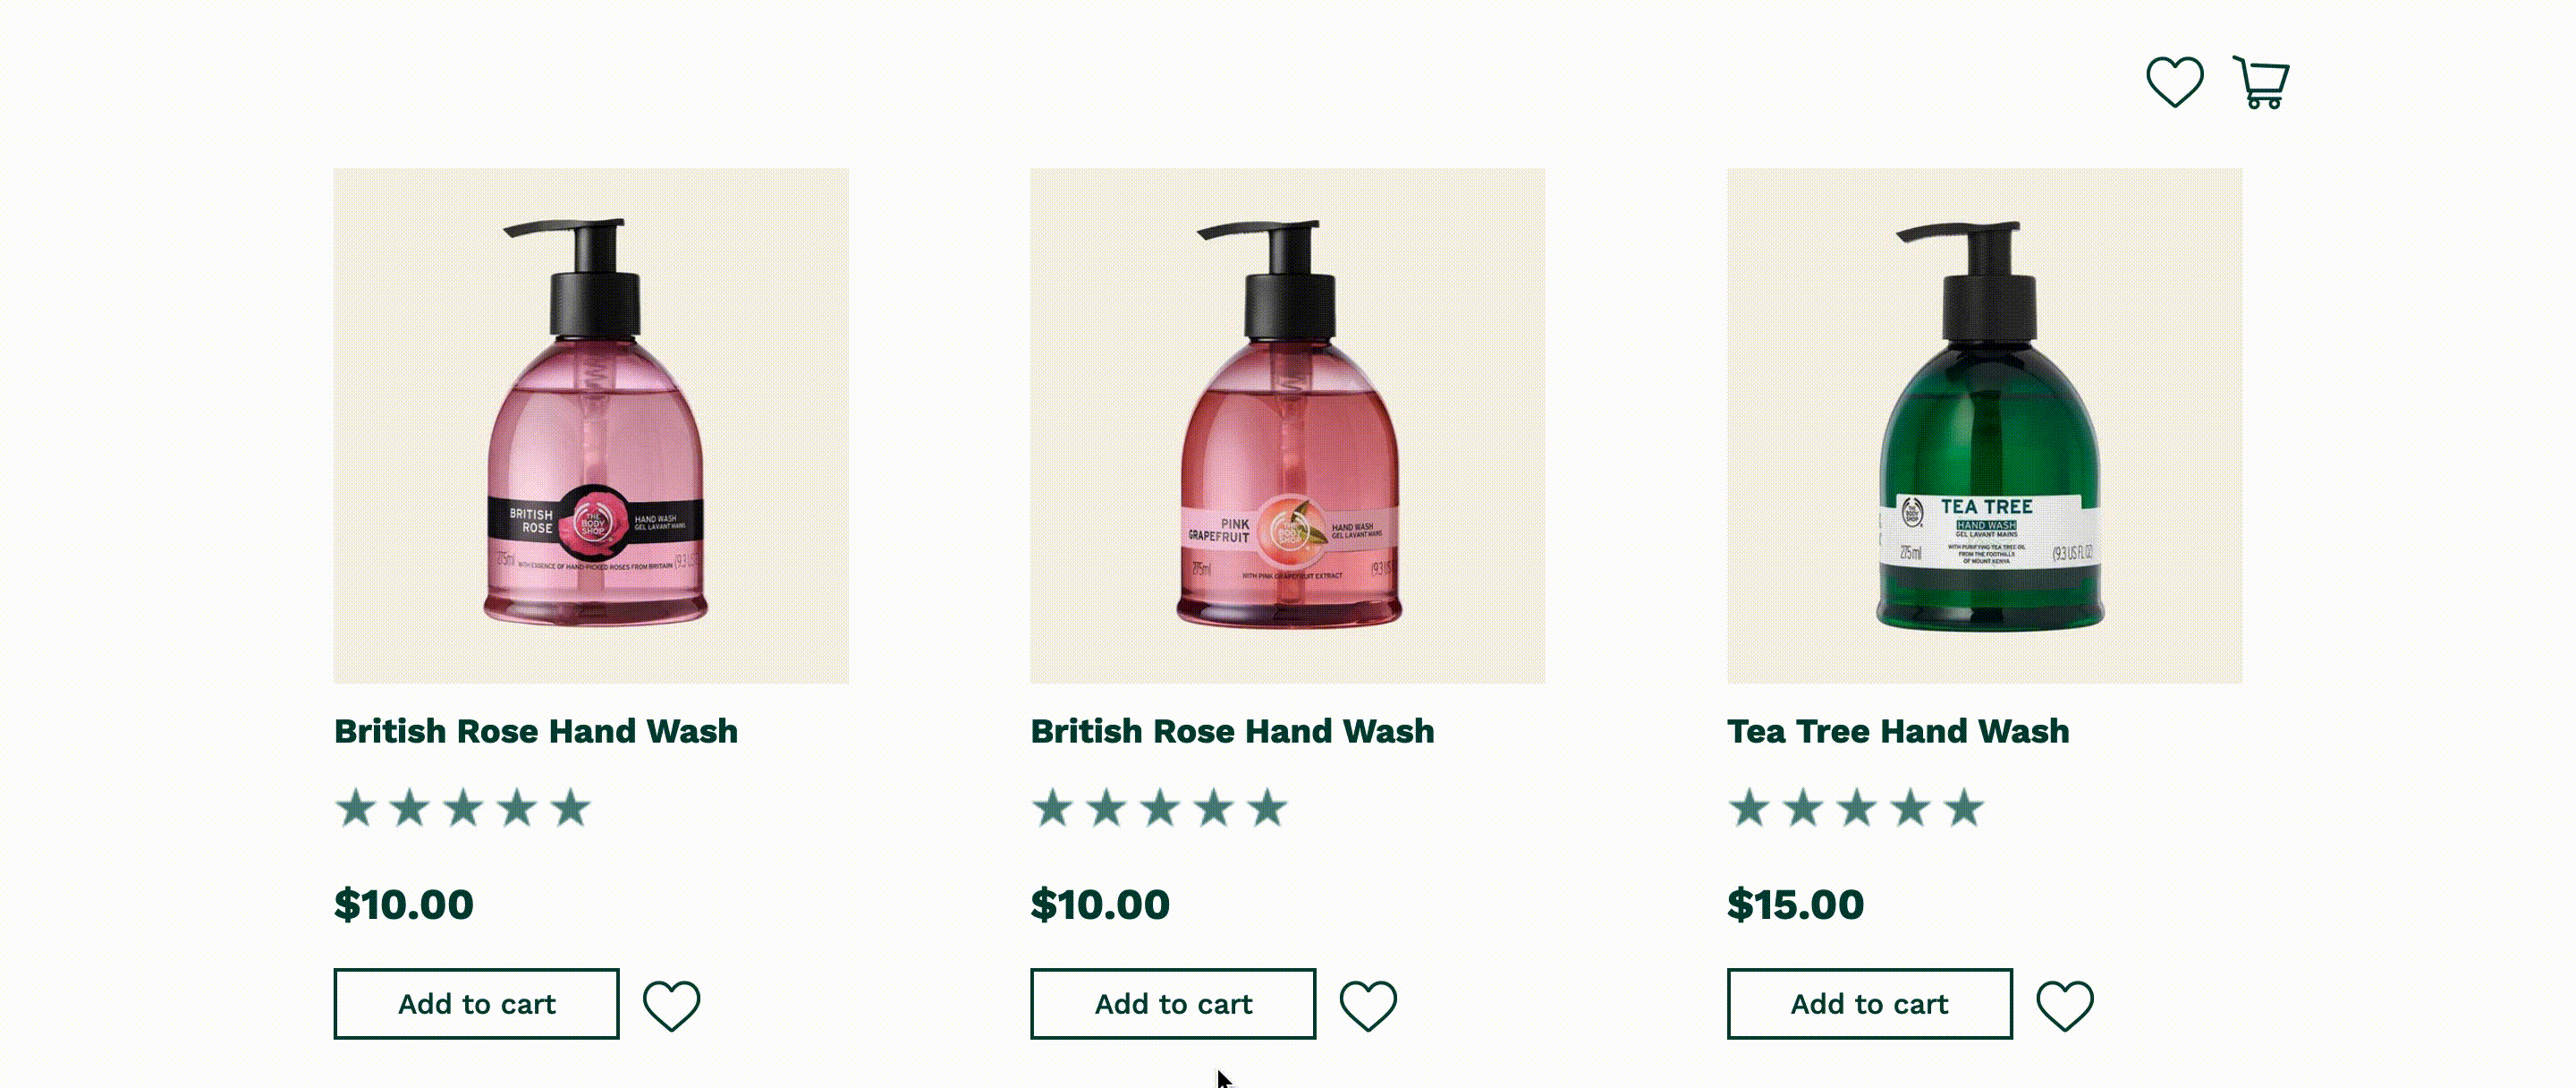 BRITISH
ROSE
THE
BODY
SHOP
HAND WASH
GEL LAVANT MAINS
275ml
WITH ESSENCE OF HAND-PICKED ROSES FROM BRITAIN
(9.3 US
PINK
GRAPEFRUIT
THE
BODY
SHOP
HAND WASH
GEL LAVANT MAINS
275ml
WITH PINK GRAPEFRUIT EXTRACT
(9.3 US
THE
BODY
SHOP
TEA TREE
HAND WASH
GEL LAVANT MAINS
275ml
WITH PURIFYING TEA TREE OIL
FROM THE FOOTHILLS
OF MOUNT KENYA
(9.3 US FL OZ)
British Rose Hand Wash
British Rose Hand Wash
Tea Tree Hand Wash
$10.00
$10.00
$15.00
Add to cart
Add to cart
Add to cart